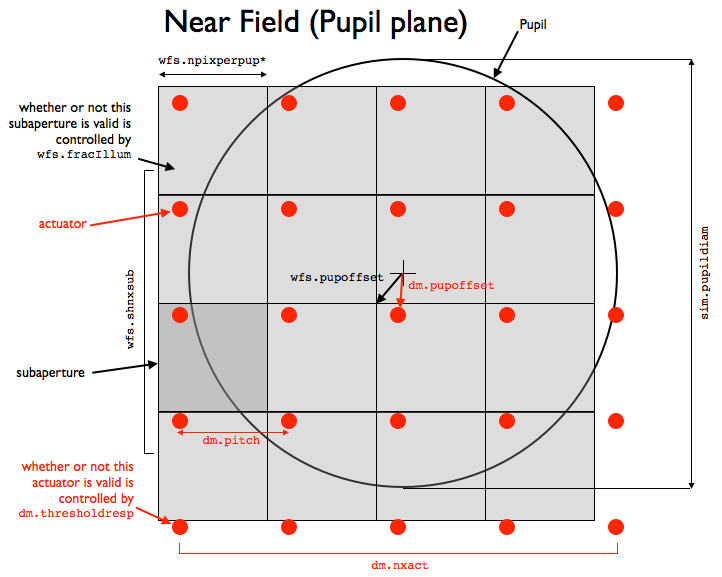 Near Field (Pupil plane)
Pupil
wfs.npixperpup*
whether or not this
subaperture is valid is
controlled by
wfs.fracIllum
actuator
wfs.pupoffset
dm.pupoffset
sim.pupildiam
wfs.shnxsub
subaperture
dm.pitch
whether or not this
actuator is valid is
controlled by
dm.thresholdresp
dm.nxact